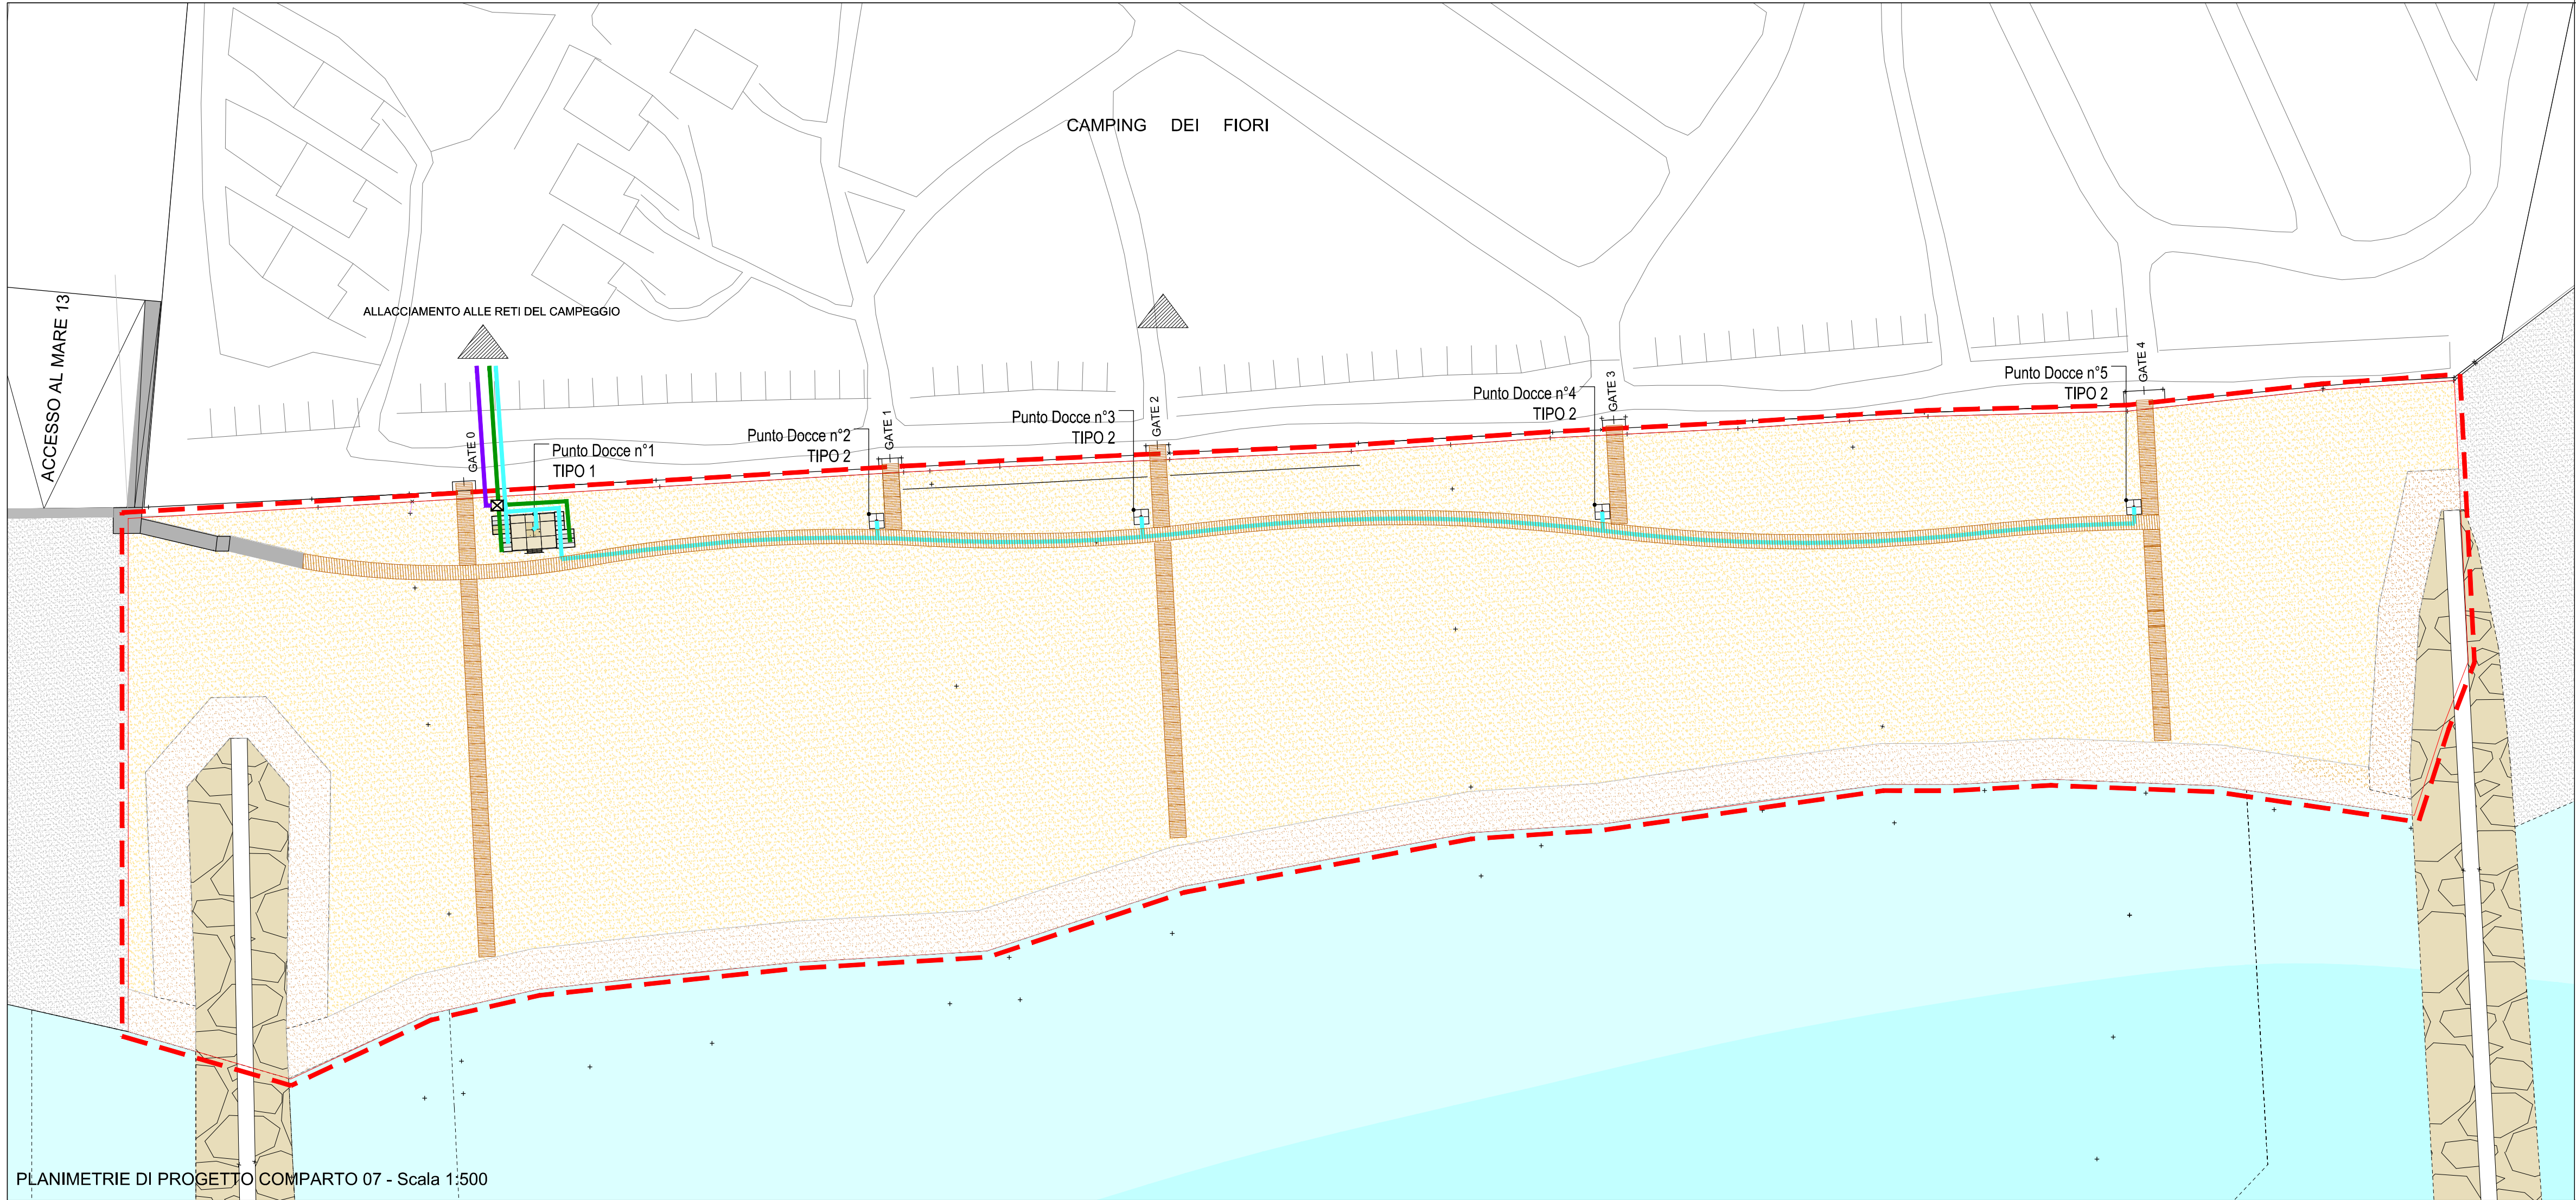 CAMPING DEI FIORI
ACCESSO AL MARE 13
ALLACCIAMENTO ALLE RETI DEL CAMPEGGIO
GATE 0
Punto Docce n°1
TIPO 1
Punto Docce n°2
TIPO 2
GATE 1
Punto Docce n°3
TIPO 2
GATE 2
Punto Docce n°4
TIPO 2
GATE 3
Punto Docce n°5
TIPO 2
GATE 4
PLANIMETRIE DI PROGETTO COMPARTO 07 - Scala 1:500